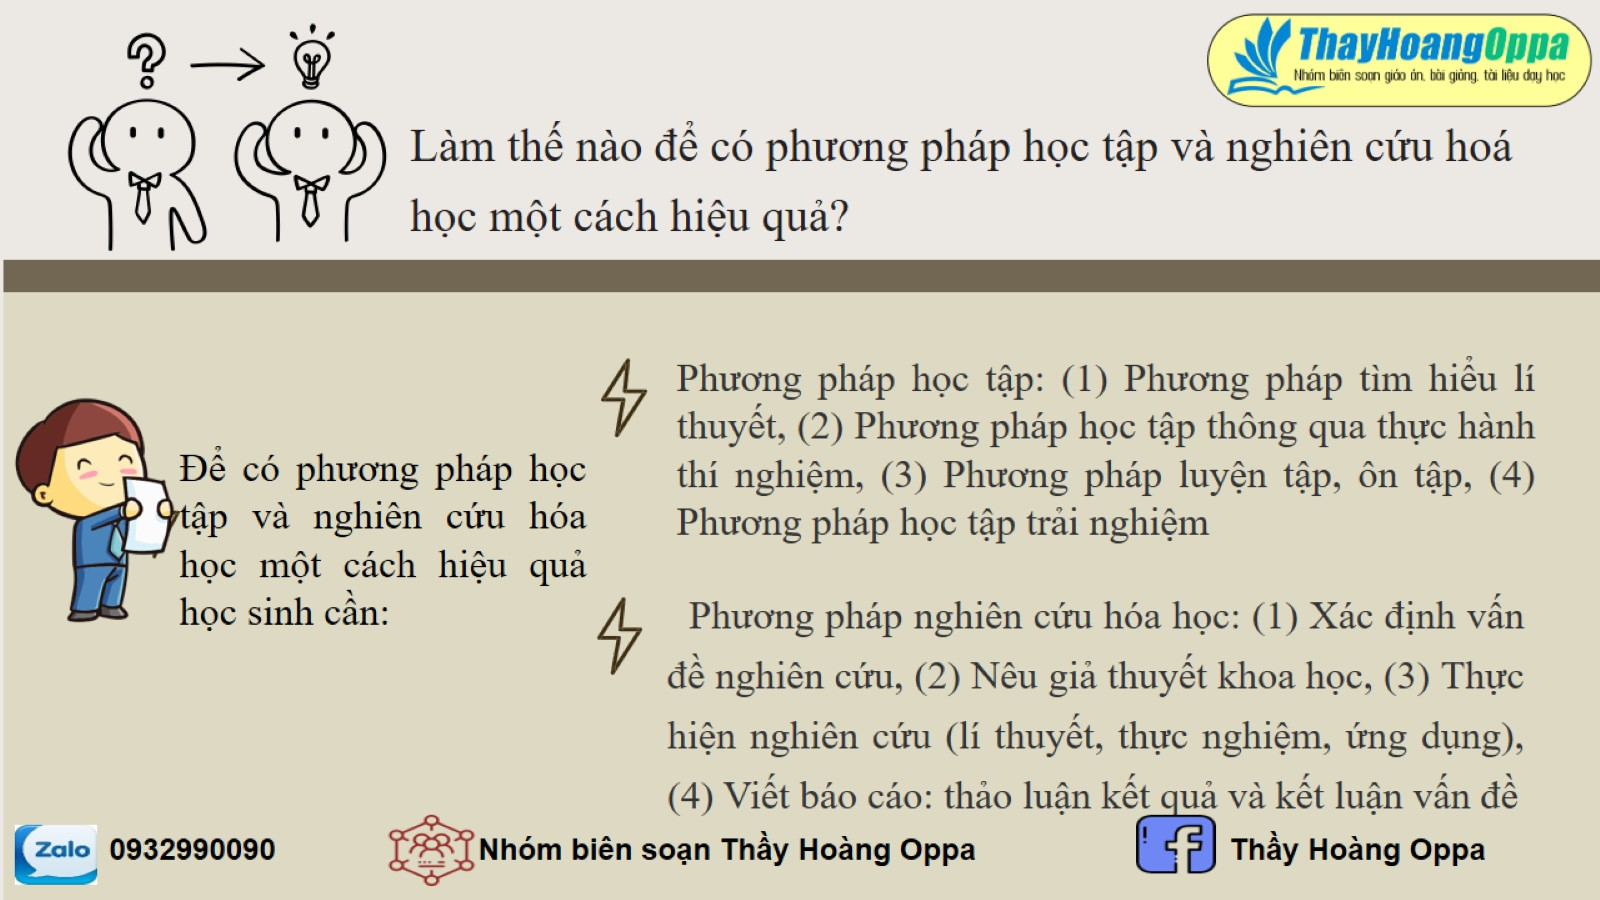 ThayHoangOppa
Nhóm biên soạn giáo án, bài giảng, tài liệu dạy học
Làm thế nào để có phương pháp học tập và nghiên cứu hoá
học một cách hiệu quả?
Để có phương pháp học
tập và nghiên cứu hóa
học một cách hiệu quả
học sinh cần:
Phương pháp học tập: (1) Phương pháp tìm hiểu lí
thuyết, (2) Phương pháp học tập thông qua thực hành
thí nghiệm, (3) Phương pháp luyện tập, ôn tập, (4)
Phương pháp học tập trải nghiệm
Phương pháp nghiên cứu hóa học: (1) Xác định vấn
đề nghiên cứu, (2) Nêu giả thuyết khoa học, (3) Thực
hiện nghiên cứu (lí thuyết, thực nghiệm, ứng dụng),
(4) Viết báo cáo: thảo luận kết quả và kết luận vấn đề
Zalo 0932990090
Nhóm biên soạn Thầy Hoàng Oppa
Thầy Hoàng Oppa